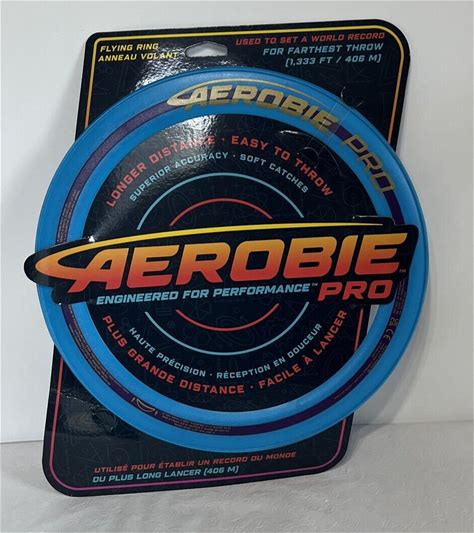 FLYING RING
ANNEAU VOLANT
USED TO SET A WORLD RECORD
FOR FARTHEST THROW
(1,333 FT / 406 M)
AEROBIE PRO
LONGER DISTANCE · EASY TO THROW
SUPERIOR ACCURACY · SOFT CATCHES
AEROBIE
ENGINEERED FOR PERFORMANCE™ PRO™
HAUTE PRÉCISION · RÉCEPTION EN DOUCEUR
PLUS GRANDE DISTANCE · FACILE À LANCER
UTILISÉ POUR ÉTABLIR UN RECORD DU MONDE
DU PLUS LONG LANCER (406 M)